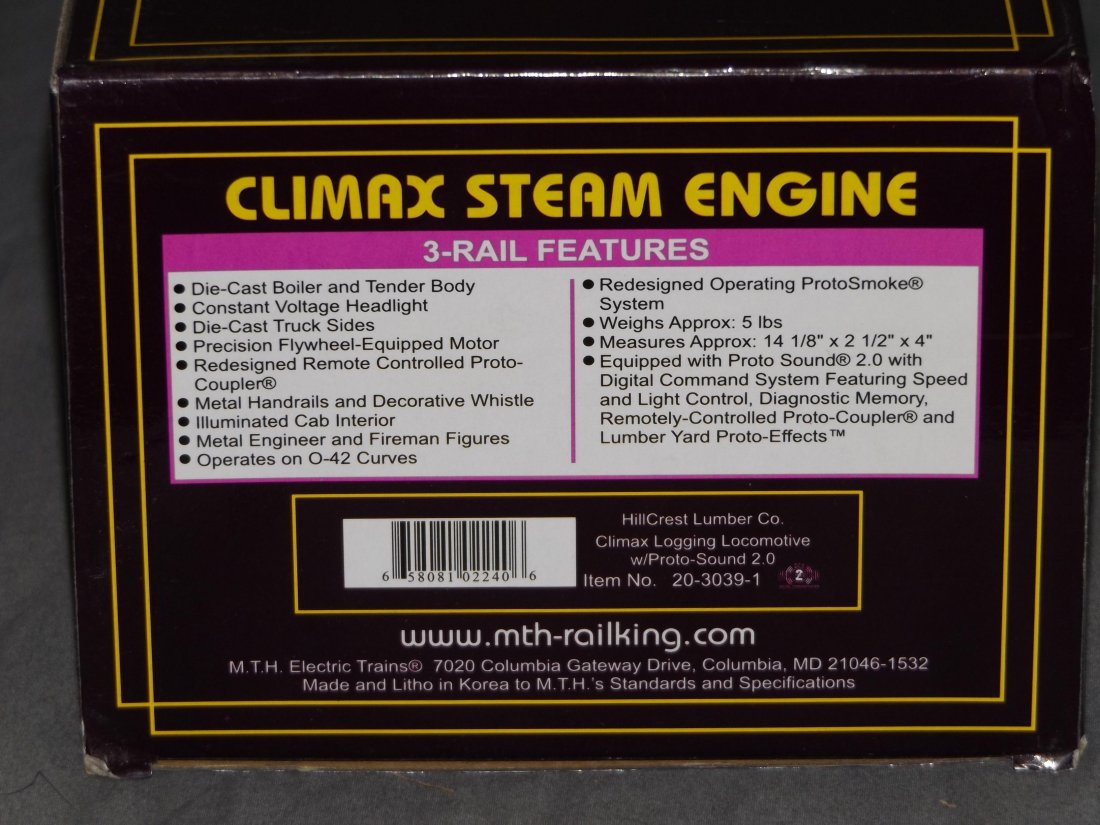 CLIMAX STEAM ENGINE
3-RAIL FEATURES
● Die-Cast Boiler and Tender Body
● Constant Voltage Headlight
● Die-Cast Truck Sides
● Precision Flywheel-Equipped Motor
● Redesigned Remote Controlled Proto-
Coupler®
● Metal Handrails and Decorative Whistle
● Illuminated Cab Interior
● Metal Engineer and Fireman Figures
● Operates on O-42 Curves
● Redesigned Operating ProtoSmoke®
System
● Weighs Approx: 5 lbs
● Measures Approx: 14 1/8" x 2 1/2" x 4"
● Equipped with Proto Sound® 2.0 with
Digital Command System Featuring Speed
and Light Control, Diagnostic Memory,
Remotely-Controlled Proto-Coupler® and
Lumber Yard Proto-Effects™
6 58081 02240 6
HillCrest Lumber Co.
Climax Logging Locomotive
w/Proto-Sound 2.0
Item No. 20-3039-1
2
www.mth-railking.com
M.T.H. Electric Trains® 7020 Columbia Gateway Drive, Columbia, MD 21046-1532
Made and Litho in Korea to M.T.H.'s Standards and Specifications